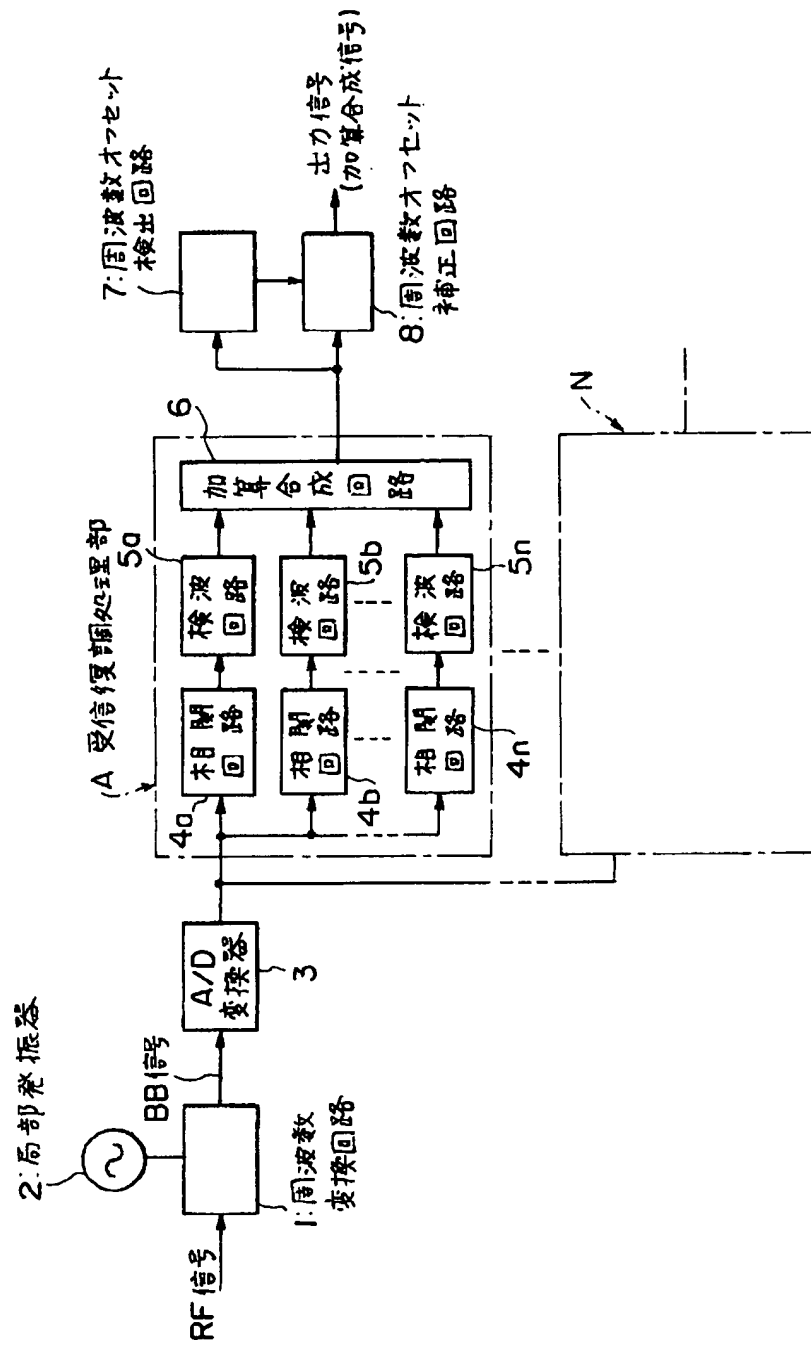 RF信号
2:局部発振器
1:周波数
変換回路
BB信号
A/D
変換器
3
A 受信復調処理部
4a
相関
回路
検波
回路
5a
相関
回路
4b
検波
回路
5b
相関
回路
4n
検波
回路
5n
加算合成回路
6
7:周波数オフセット
検出回路
8:周波数オフセット
補正回路
出力信号
(加算合成信号)
N